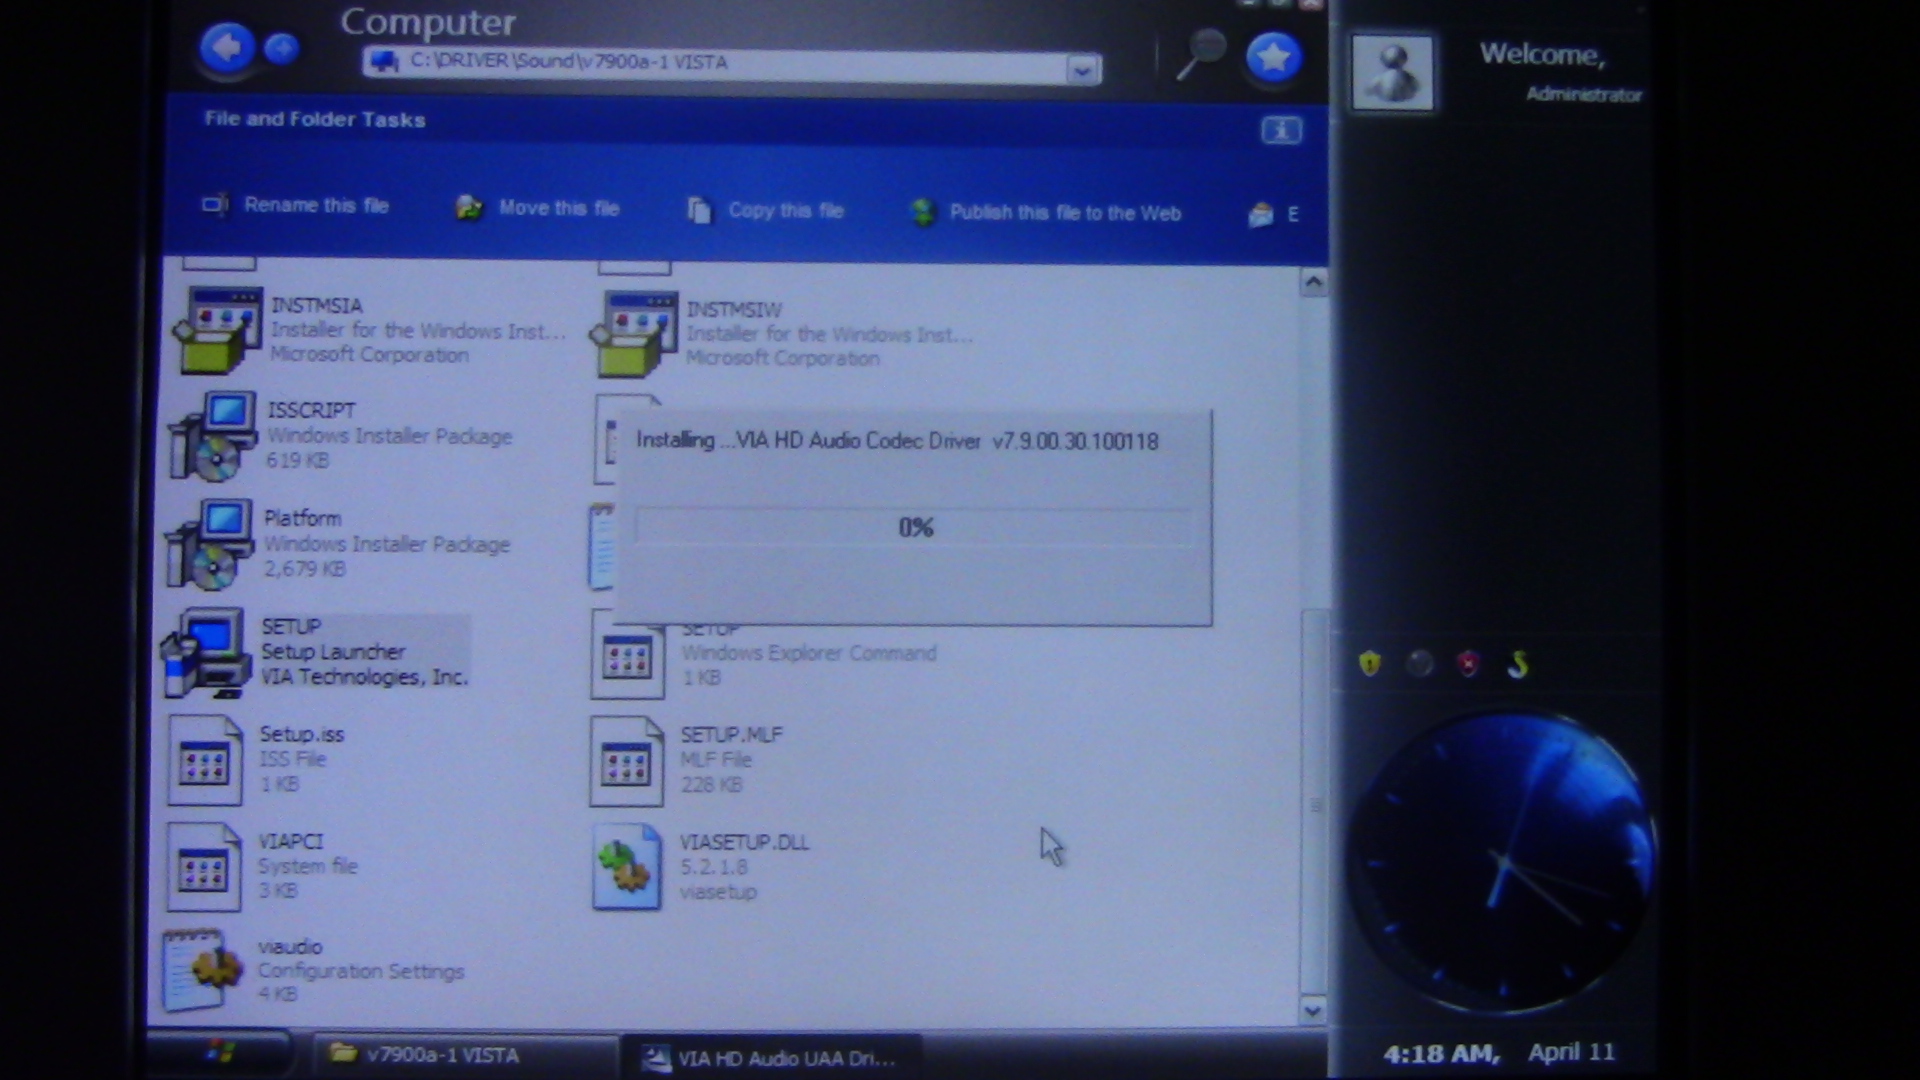 Computer
C:\DRIVER\Sound\v7900a-1 VISTA
Welcome,
Administrator
File and Folder Tasks
Rename this file
Move this file
Copy this file
Publish this file to the Web
E
INSTMSIA
Installer for the Windows Inst...
Microsoft Corporation
INSTMSIW
Installer for the Windows Inst...
Microsoft Corporation
ISSCRIPT
Windows Installer Package
619 KB
Installing ...VIA HD Audio Codec Driver v7.9.00.30.100118
0%
Platform
Windows Installer Package
2,679 KB
SETUP
Setup Launcher
VIA Technologies, Inc.
SETUP
Windows Explorer Command
1 KB
Setup.iss
ISS File
1 KB
SETUP.MLF
MLF File
228 KB
VIAPCI
System file
3 KB
VIASETUP.DLL
5.2.1.8
viasetup
viaudio
Configuration Settings
4 KB
v7900a-1 VISTA
VIA HD Audio UAA Dri...
4:18 AM, April 11